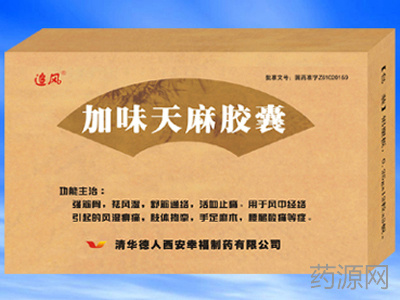 追风®
批准文号：国药准字Z61020160
加味天麻胶囊
功能主治：
强筋骨，祛风湿，舒筋通络，活血止痛。用于风中经络
引起的风湿痹痛，肢体拘挛，手足麻木，腰腿酸痛等症。
清华德人西安幸福制药有限公司
药源网